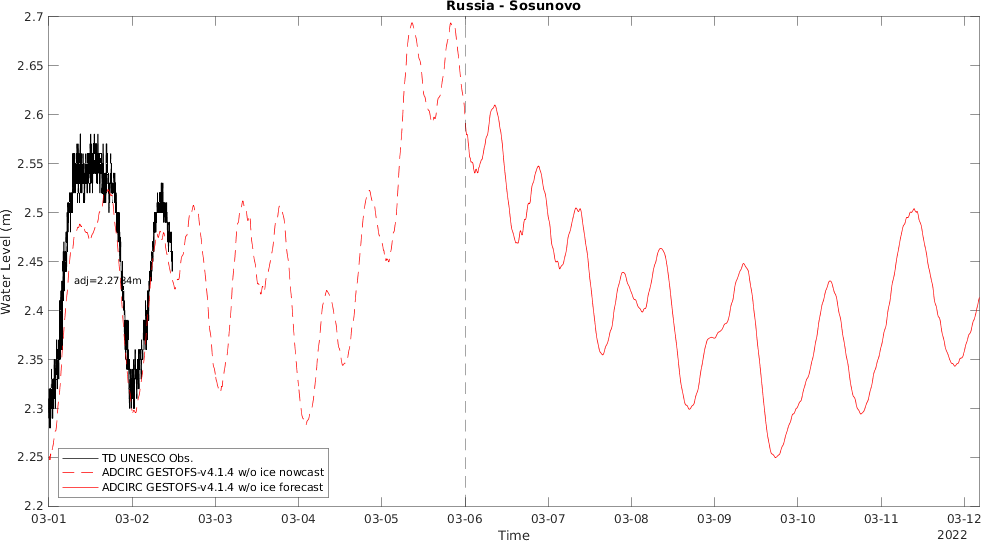 Russia - Sosunovo
2.7
2.65
2.6
2.55
2.5
2.45
2.4
2.35
2.3
2.25
2.2
Water Level (m)
adj=2.2784m
TD UNESCO Obs.
ADCIRC GESTOFS-v4.1.4 w/o ice nowcast
ADCIRC GESTOFS-v4.1.4 w/o ice forecast
03-01 03-02 03-03 03-04 03-05 03-06 03-07 03-08 03-09 03-10 03-11 03-12
Time
2022